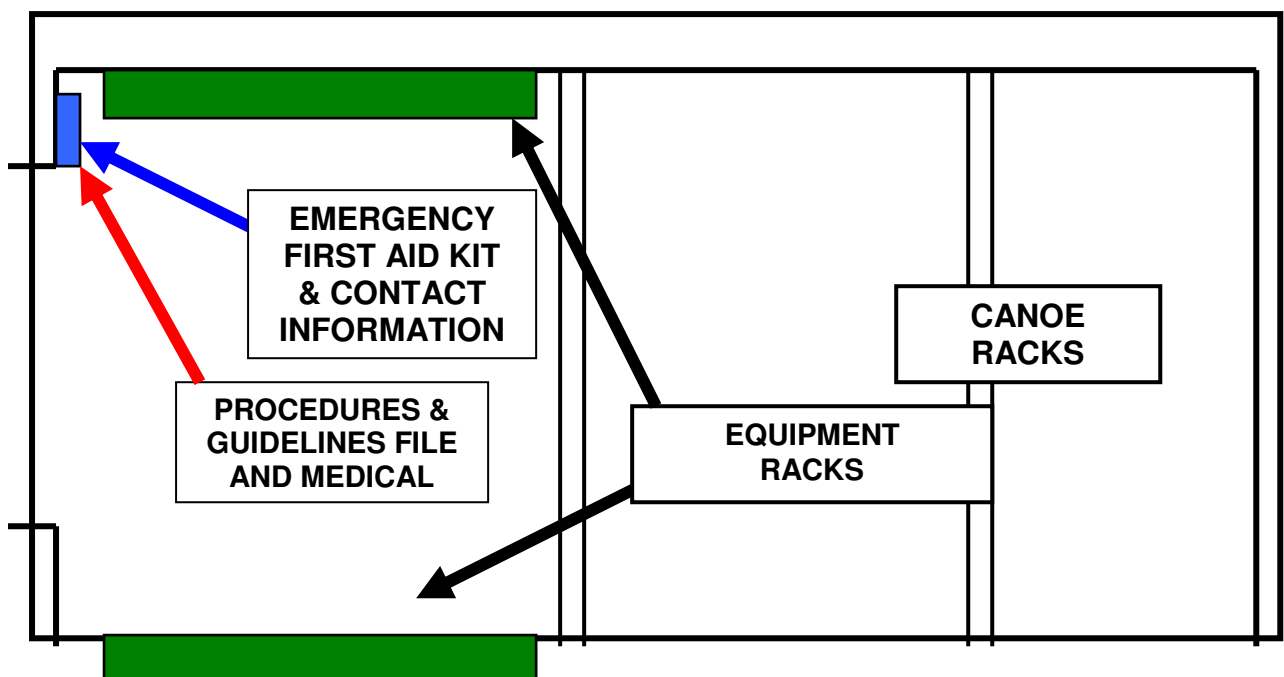 EMERGENCY
FIRST AID KIT
& CONTACT
INFORMATION
CANOE
RACKS
PROCEDURES &
GUIDELINES FILE
AND MEDICAL
EQUIPMENT
RACKS